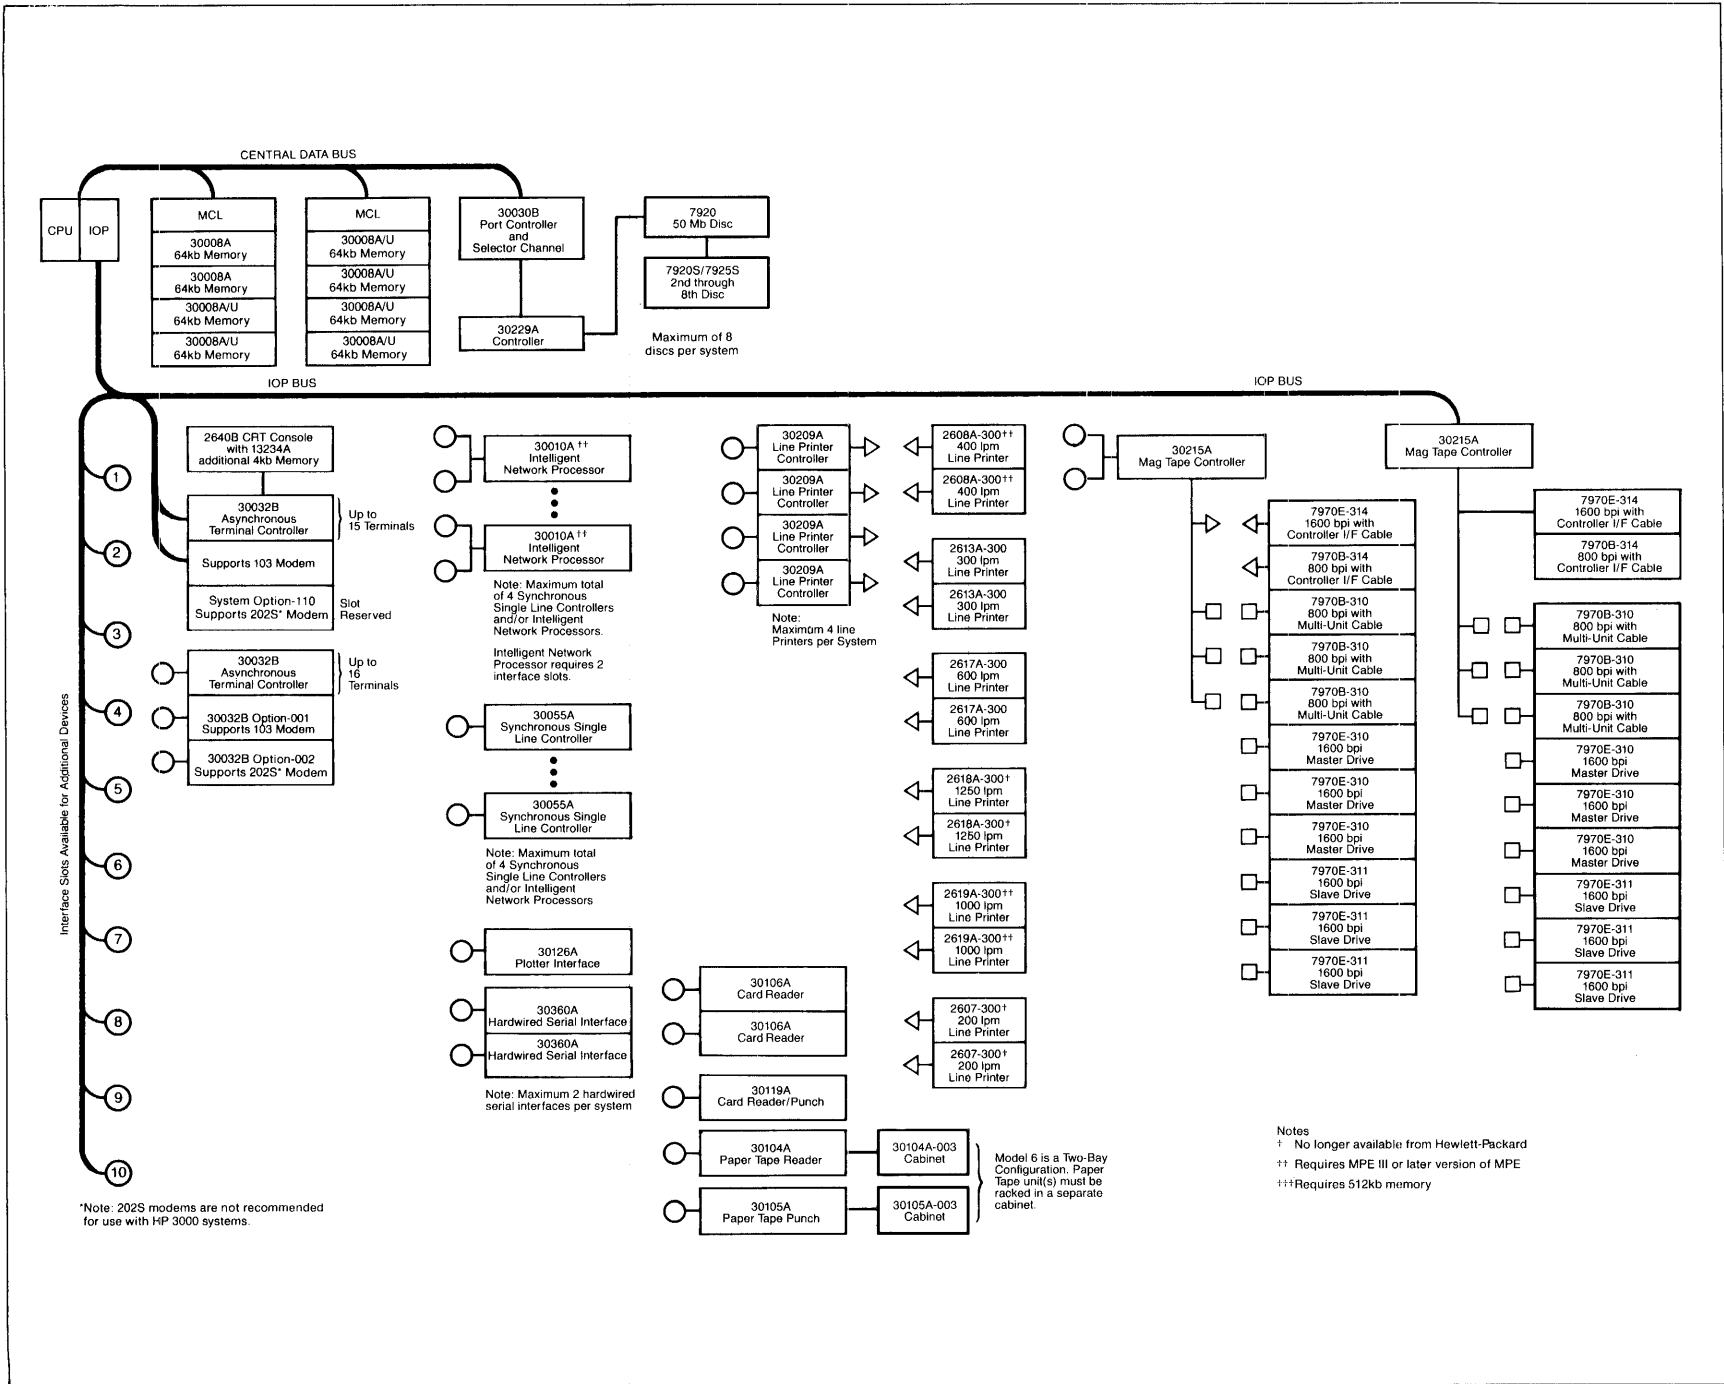 CENTRAL DATA BUS
CPU
IOP
MCL
30008A
64kb Memory
30008A
64kb Memory
30008A/U
64kb Memory
30008A/U
64kb Memory
MCL
30008A/U
64kb Memory
30008A/U
64kb Memory
30008A/U
64kb Memory
30008A/U
64kb Memory
30030B
Port Controller
and
Selector Channel
30229A
Controller
7920
50 Mb Disc
7920S/7925S
2nd through
8th Disc
Maximum of 8
discs per system
IOP BUS
IOP BUS
Interface Slots Available for Additional Devices
1
2
3
4
5
6
7
8
9
10
2640B CRT Console
with 13234A
additional 4kb Memory
30032B
Asynchronous
Terminal Controller
Up to
15 Terminals
Supports 103 Modem
System Option-110
Supports 202S* Modem
Slot
Reserved
30032B
Asynchronous
Terminal Controller
Up to
16
Terminals
30032B Option-001
Supports 103 Modem
30032B Option-002
Supports 202S* Modem
*Note: 202S modems are not recommended
for use with HP 3000 systems.
30010A ††
Intelligent
Network Processor
30010A ††
Intelligent
Network Processor
Note: Maximum total
of 4 Synchronous
Single Line Controllers
and/or Intelligent
Network Processors.
Intelligent Network
Processor requires 2
interface slots.
30055A
Synchronous Single
Line Controller
30055A
Synchronous Single
Line Controller
Note: Maximum total
of 4 Synchronous
Single Line Controllers
and/or Intelligent
Network Processors
30126A
Plotter Interface
30360A
Hardwired Serial Interface
30360A
Hardwired Serial Interface
Note: Maximum 2 hardwired
serial interfaces per system
30209A
Line Printer
Controller
30209A
Line Printer
Controller
30209A
Line Printer
Controller
30209A
Line Printer
Controller
Note:
Maximum 4 line
Printers per System
30106A
Card Reader
30106A
Card Reader
30119A
Card Reader/Punch
30104A
Paper Tape Reader
30105A
Paper Tape Punch
30104A-003
Cabinet
30105A-003
Cabinet
Model 6 is a Two-Bay
Configuration. Paper
Tape unit(s) must be
racked in a separate
cabinet.
2608A-300††
400 lpm
Line Printer
2608A-300††
400 lpm
Line Printer
2613A-300
300 lpm
Line Printer
2613A-300
300 lpm
Line Printer
2617A-300
600 lpm
Line Printer
2617A-300
600 lpm
Line Printer
2618A-300†
1250 lpm
Line Printer
2618A-300†
1250 lpm
Line Printer
2619A-300††
1000 lpm
Line Printer
2619A-300††
1000 lpm
Line Printer
2607-300†
200 lpm
Line Printer
2607-300†
200 lpm
Line Printer
30215A
Mag Tape Controller
7970E-314
1600 bpi with
Controller I/F Cable
7970B-314
800 bpi with
Controller I/F Cable
7970B-310
800 bpi with
Multi-Unit Cable
7970B-310
800 bpi with
Multi-Unit Cable
7970B-310
800 bpi with
Multi-Unit Cable
7970E-310
1600 bpi
Master Drive
7970E-310
1600 bpi
Master Drive
7970E-310
1600 bpi
Master Drive
7970E-311
1600 bpi
Slave Drive
7970E-311
1600 bpi
Slave Drive
7970E-311
1600 bpi
Slave Drive
30215A
Mag Tape Controller
7970E-314
1600 bpi with
Controller I/F Cable
7970B-314
800 bpi with
Controller I/F Cable
7970B-310
800 bpi with
Multi-Unit Cable
7970B-310
800 bpi with
Multi-Unit Cable
7970B-310
800 bpi with
Multi-Unit Cable
7970E-310
1600 bpi
Master Drive
7970E-310
1600 bpi
Master Drive
7970E-310
1600 bpi
Master Drive
7970E-311
1600 bpi
Slave Drive
7970E-311
1600 bpi
Slave Drive
7970E-311
1600 bpi
Slave Drive
Notes
† No longer available from Hewlett-Packard
†† Requires MPE III or later version of MPE
†††Requires 512kb memory